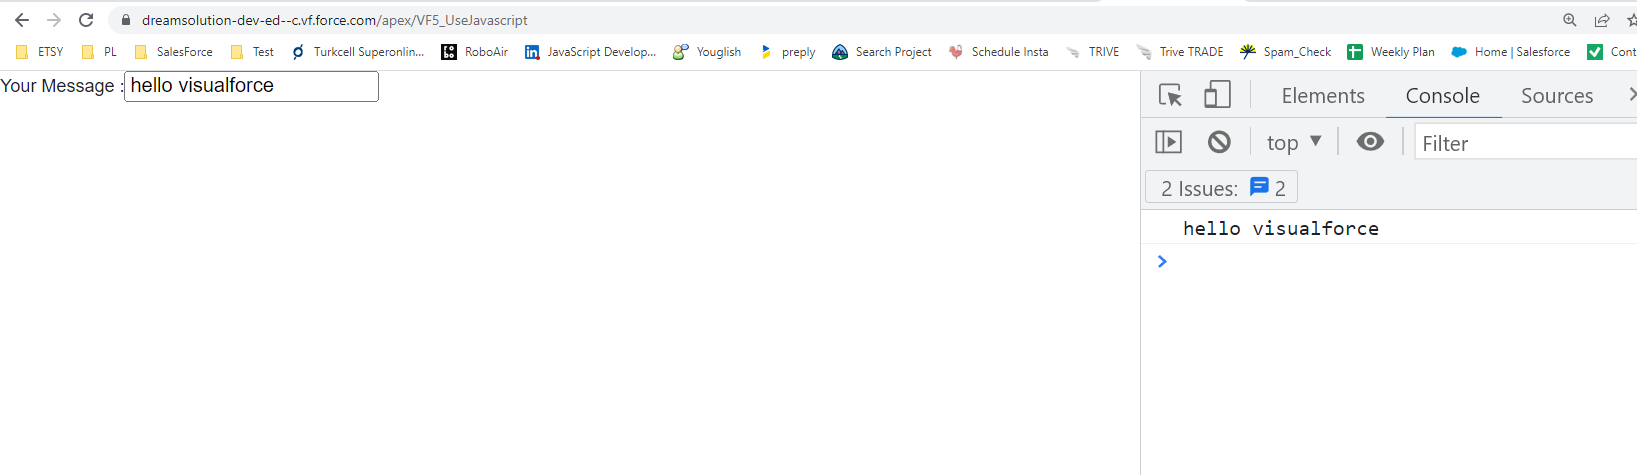 dreamsolution-dev-ed--c.vf.force.com/apex/VF5_UseJavascript
ETSY PL SalesForce Test Turkcell Superonlin... ROBO RoboAir in JavaScript Develop... Youglish preply Search Project Schedule Insta TRIVE Trive TRADE Spam_Check Weekly Plan Home | Salesforce Cont
Your Message : hello visualforce
Elements Console Sources
top Filter
2 Issues: 2
hello visualforce